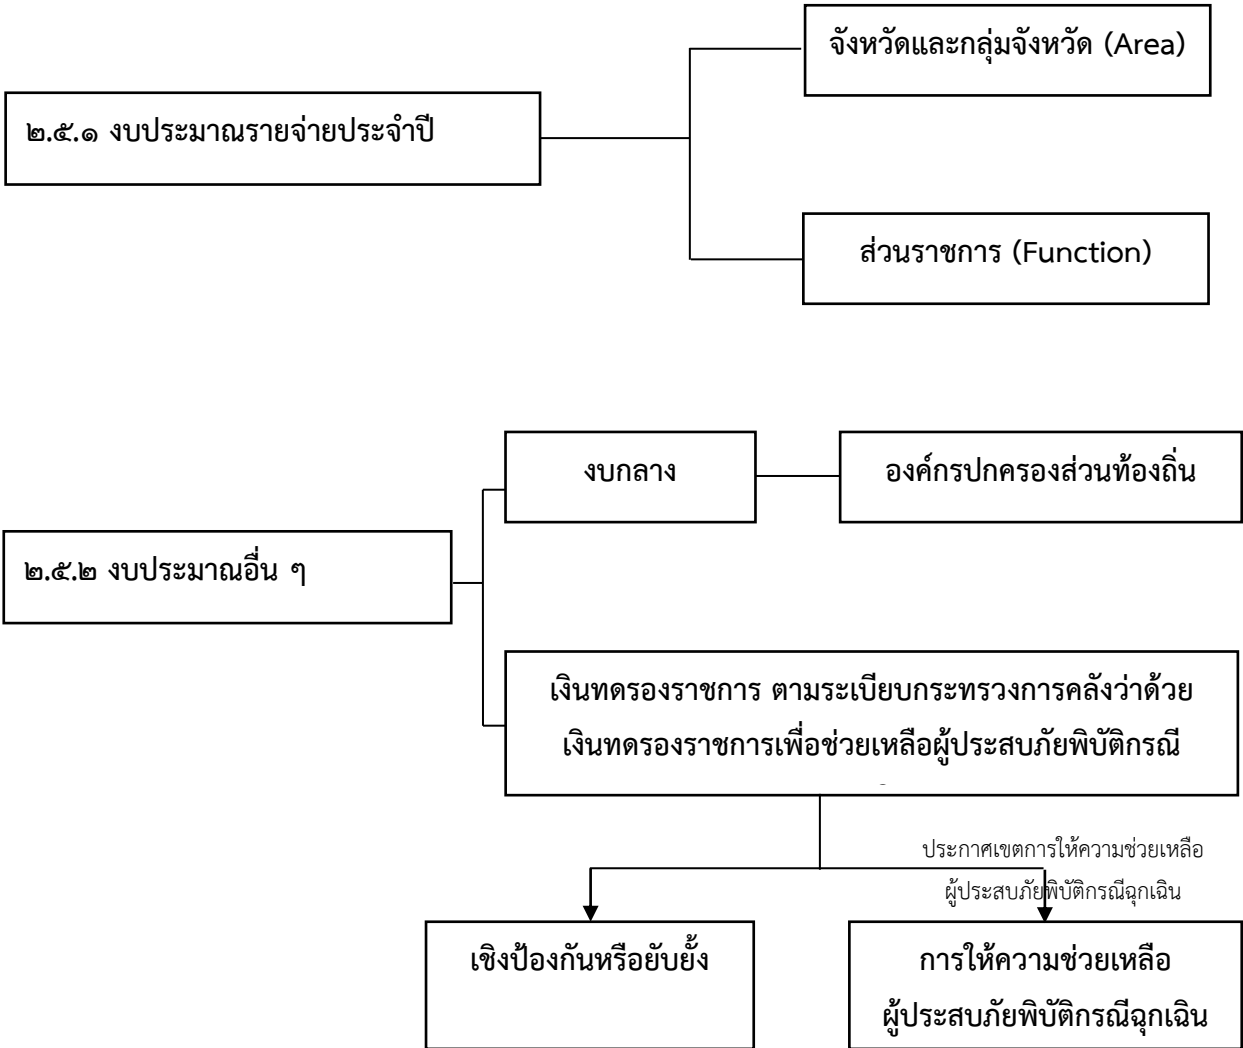 จังหวัดและกลุ่มจังหวัด (Area)
๒.๕.๑ งบประมาณรายจ่ายประจำปี
ส่วนราชการ (Function)
งบกลาง
องค์กรปกครองส่วนท้องถิ่น
๒.๕.๒ งบประมาณอื่น ๆ
เงินทดรองราชการ ตามระเบียบกระทรวงการคลังว่าด้วย
เงินทดรองราชการเพื่อช่วยเหลือผู้ประสบภัยพิบัติกรณี
ประกาศเขตการให้ความช่วยเหลือ
ผู้ประสบภัยพิบัติกรณีฉุกเฉิน
เชิงป้องกันหรือยับยั้ง
การให้ความช่วยเหลือ
ผู้ประสบภัยพิบัติกรณีฉุกเฉิน